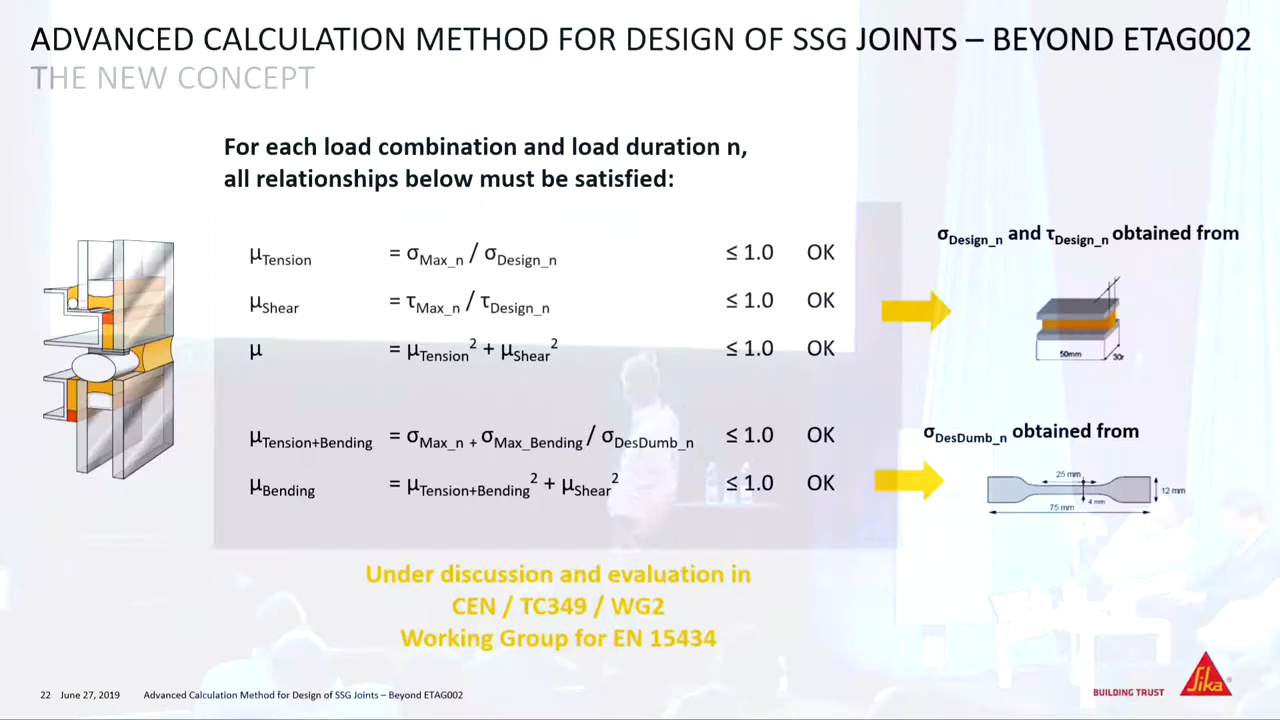 ADVANCED CALCULATION METHOD FOR DESIGN OF SSG JOINTS – BEYOND ETAG002
THE NEW CONCEPT
For each load combination and load duration n,
all relationships below must be satisfied:
μTension = σMax_n / σDesign_n ≤ 1.0 OK
μShear = τMax_n / τDesign_n ≤ 1.0 OK
μ = μTension² + μShear² ≤ 1.0 OK
μTension+Bending = σMax_n + σMax_Bending / σDesDumb_n ≤ 1.0 OK
μBending = μTension+Bending² + μShear² ≤ 1.0 OK
σDesign_n and τDesign_n obtained from
50mm
30r
σDesDumb_n obtained from
25 mm
12 mm
4 mm
75 mm
Under discussion and evaluation in
CEN / TC349 / WG2
Working Group for EN 15434
22 June 27, 2019 Advanced Calculation Method for Design of SSG Joints – Beyond ETAG002
BUILDING TRUST
Sika